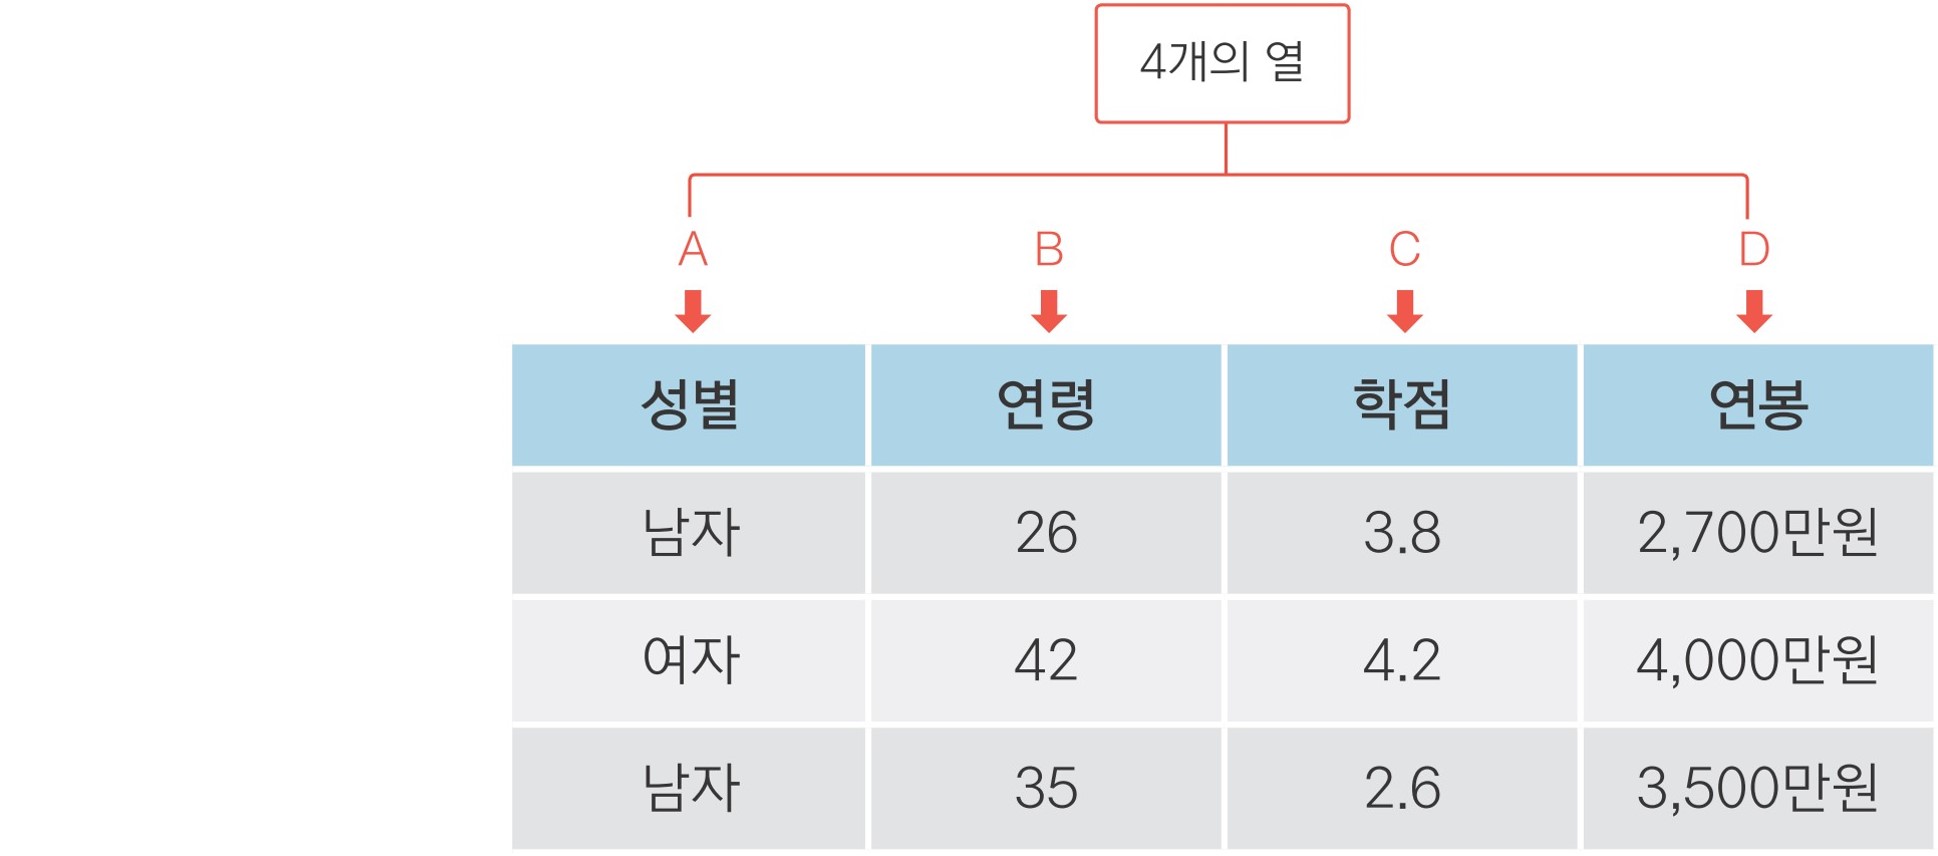 4개의 열
A B C D
성별 연령 학점 연봉
남자 26 3.8 2,700만원
여자 42 4.2 4,000만원
남자 35 2.6 3,500만원